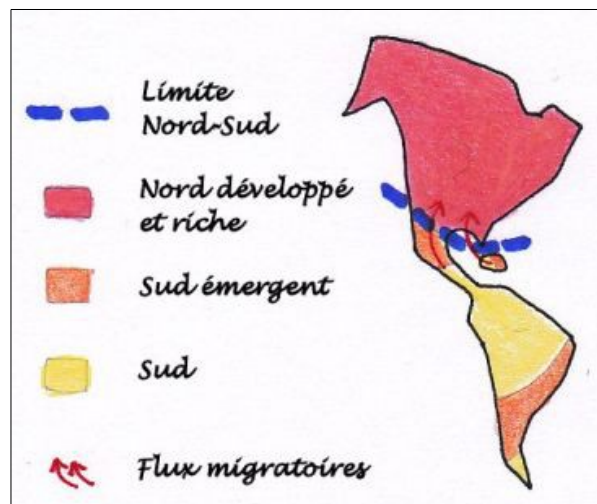 Limite
Nord-Sud
Nord développé
et riche
Sud émergent
Sud
Flux migratoires